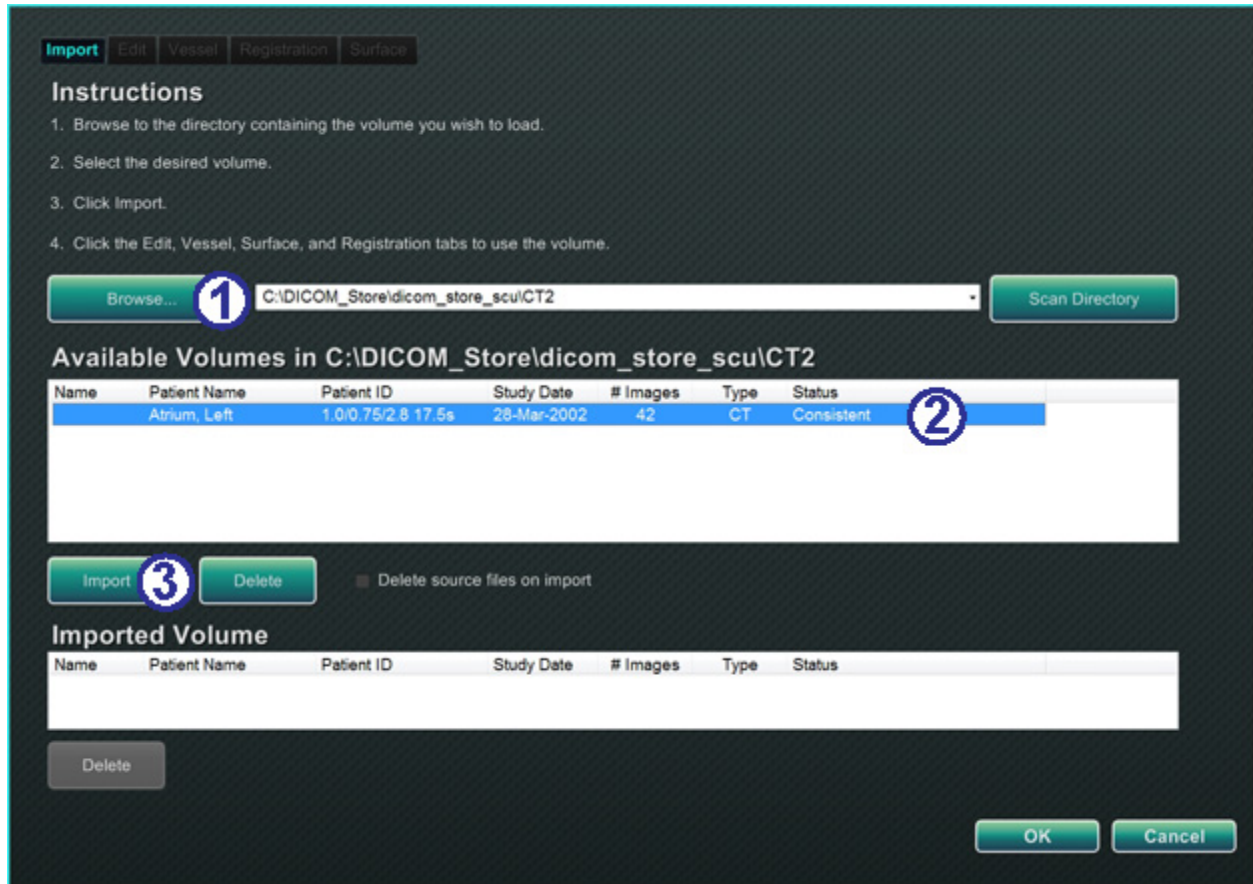 Import Edit Vessel Registration Surface
Instructions
1. Browse to the directory containing the volume you wish to load.
2. Select the desired volume.
3. Click Import.
4. Click the Edit, Vessel, Surface, and Registration tabs to use the volume.
Browse... 1 C:\DICOM_Store\dicom_store_scu\CT2 Scan Directory
Available Volumes in C:\DICOM_Store\dicom_store_scu\CT2
Name Patient Name Patient ID Study Date # Images Type Status
Atrium, Left 1.0/0.75/2.8 17.5s 28-Mar-2002 42 CT Consistent 2
Import 3 Delete Delete source files on import
Imported Volume
Name Patient Name Patient ID Study Date # Images Type Status
Delete
OK Cancel